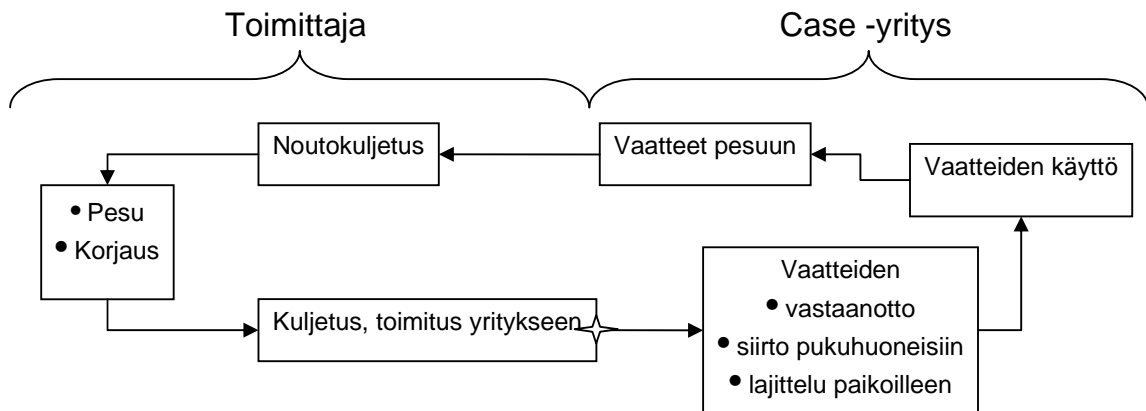 Toimittaja
Case -yritys
Noutokuljetus
Vaatteet pesuun
Vaatteiden käyttö
• Pesu
• Korjaus
Kuljetus, toimitus yritykseen
Vaatteiden
• vastaanotto
• siirto pukuhuoneisiin
• lajittelu paikoilleen